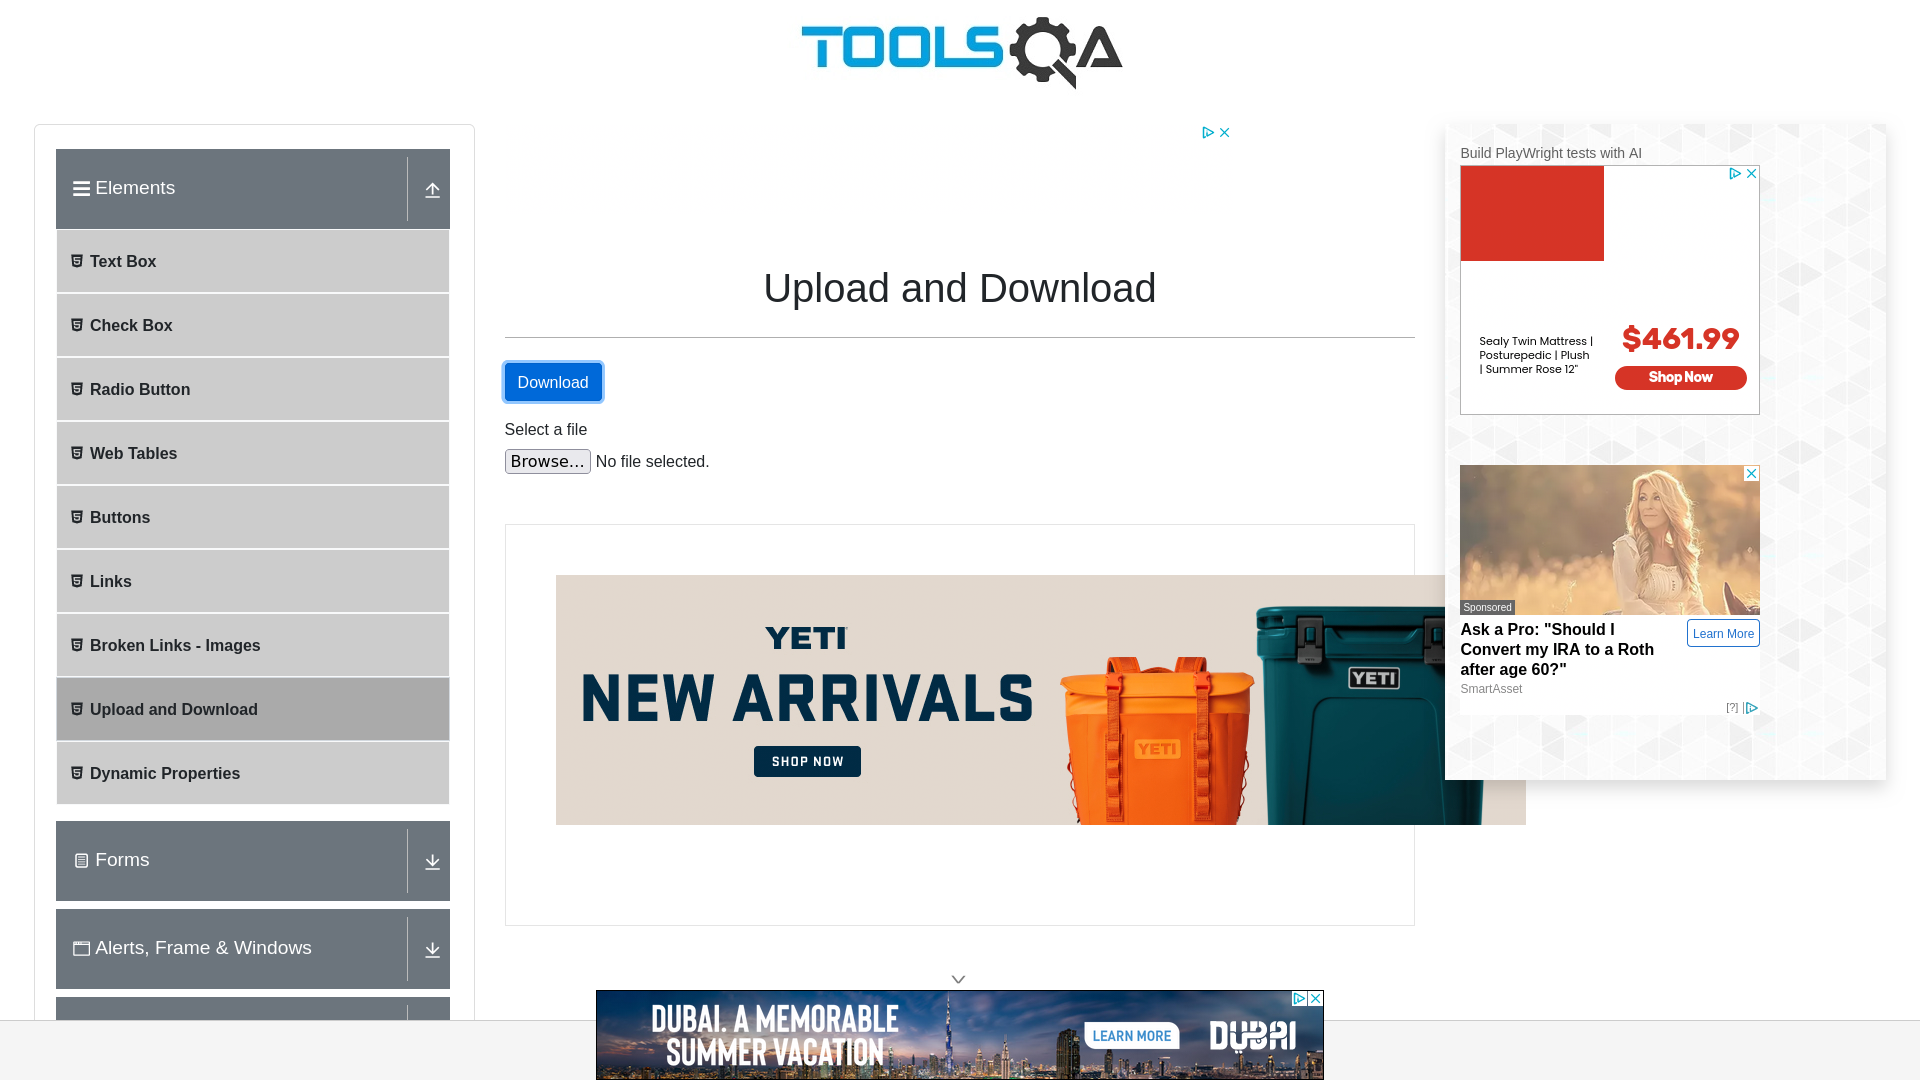 TOOLSQA
Elements
Text Box
Check Box
Radio Button
Web Tables
Buttons
Links
Broken Links - Images
Upload and Download
Dynamic Properties
Forms
Alerts, Frame & Windows
Upload and Download
Download
Select a file
Browse... No file selected.
YETI
NEW ARRIVALS
SHOP NOW
YETI
YETI
Build PlayWright tests with AI
Sealy Twin Mattress |
Posturepedic | Plush
| Summer Rose 12"
$461.99
Shop Now
Sponsored
Ask a Pro: "Should I
Convert my IRA to a Roth
after age 60?"
Learn More
SmartAsset
[?]
DUBAI. A MEMORABLE
SUMMER VACATION
LEARN MORE
DUBAI